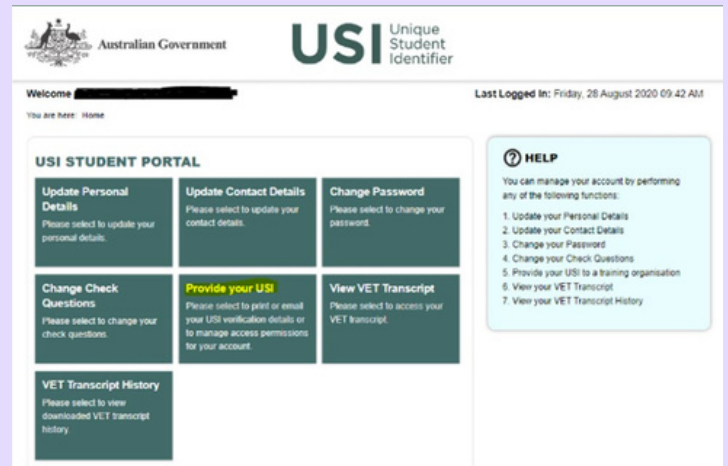 Australian Government
USI Unique
Student
Identifier
Welcome
Last Logged In: Friday, 28 August 2020 09:42 AM
You are here: Home
USI STUDENT PORTAL
Update Personal
Details
Please select to update your
personal details.
Update Contact Details
Please select to update your
contact details.
Change Password
Please select to change your
password.
Change Check
Questions
Please select to change your
check questions.
Provide your USI
Please select to print or email
your USI verification details or
to manage access permissions
for your account.
View VET Transcript
Please select to access your
VET transcript.
VET Transcript History
Please select to view
downloaded VET transcript
history.
? HELP
You can manage your account by performing
any of the following functions:
1. Update your Personal Details
2. Update your Contact Details
3. Change your Password
4. Change your Check Questions
5. Provide your USI to a training organisation
6. View your VET Transcript
7. View your VET Transcript History